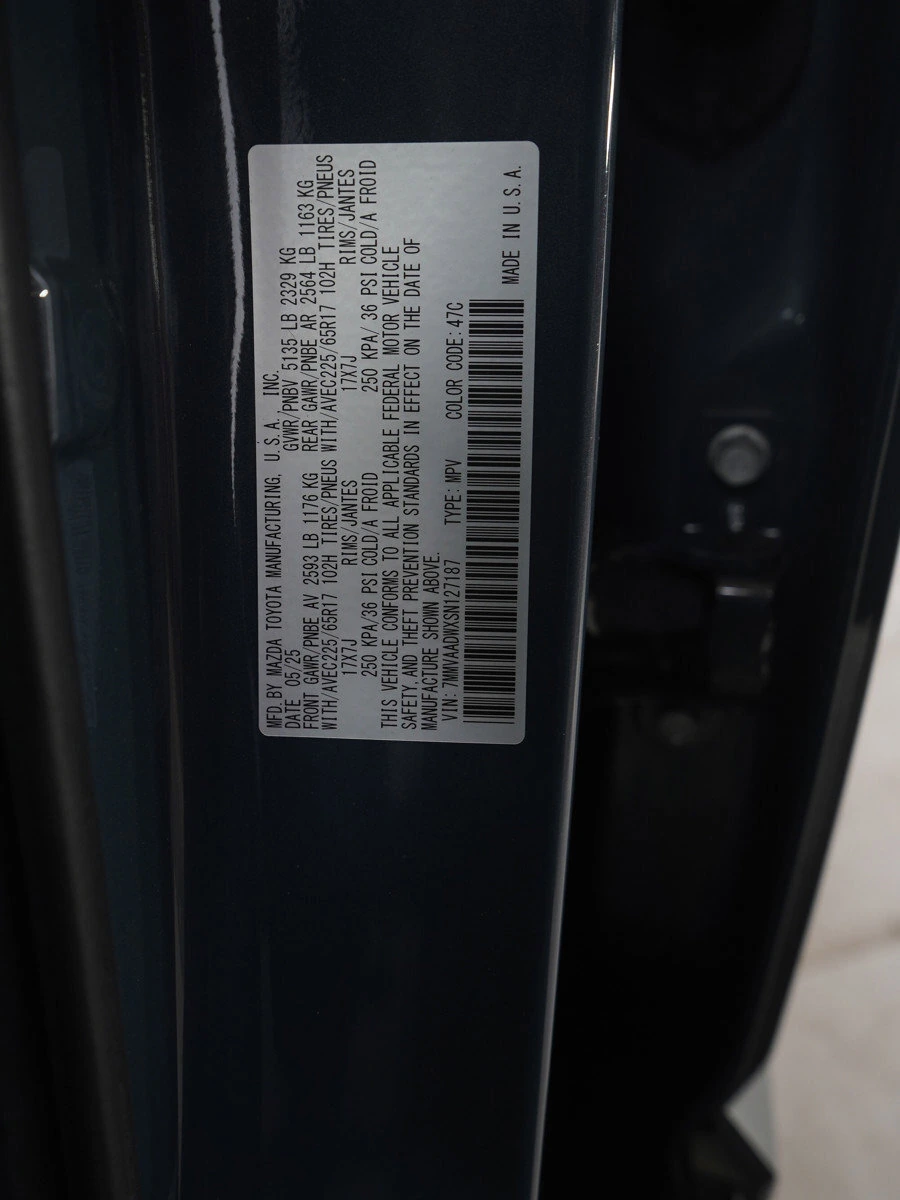 MFD. BY MAZDA TOYOTA MANUFACTURING, U.S.A., INC.
DATE 05/25 GVWR/PNBV 5135 LB 2329 KG
FRONT GAWR/PNBE AV 2593 LB 1176 KG REAR GAWR/PNBE AR 2564 LB 1163 KG
WITH/AVEC225/65R17 102H TIRES/PNEUS WITH/AVEC225/65R17 102H TIRES/PNEUS
17X7J RIMS/JANTES 17X7J RIMS/JANTES
250 KPA/36 PSI COLD/A FROID 250 KPA/ 36 PSI COLD/A FROID
THIS VEHICLE CONFORMS TO ALL APPLICABLE FEDERAL MOTOR VEHICLE
SAFETY AND THEFT PREVENTION STANDARDS IN EFFECT ON THE DATE OF
MANUFACTURE SHOWN ABOVE.
VIN: 7MMVAADWXSN127187 TYPE: MPV COLOR CODE: 47C
MADE IN U.S.A.